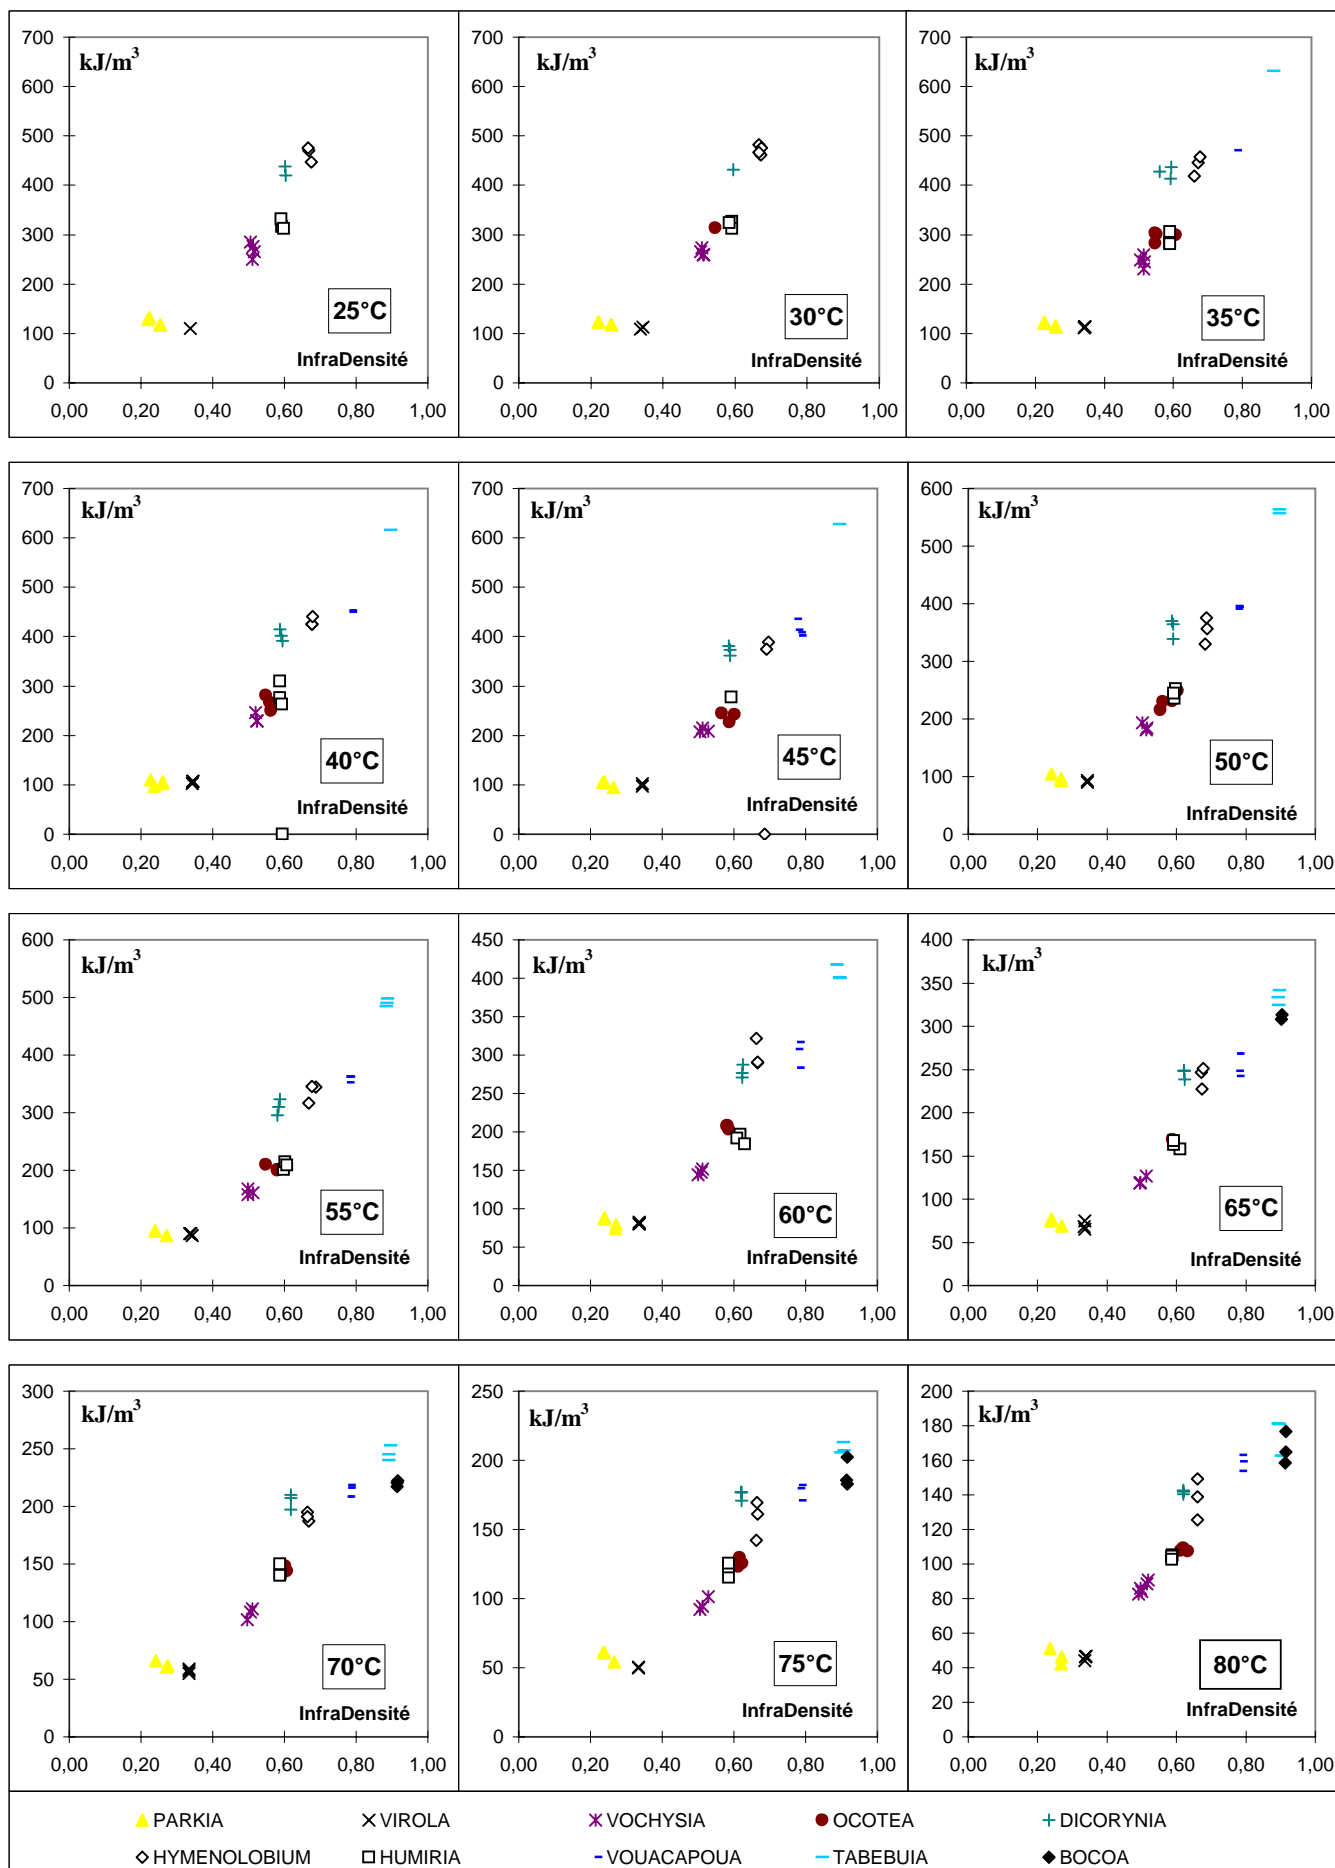 kJ/m³
700
600
500
400
300
200
100
0
0,00 0,20 0,40 0,60 0,80 1,00
25°C
InfraDensité
kJ/m³
700
600
500
400
300
200
100
0
0,00 0,20 0,40 0,60 0,80 1,00
30°C
InfraDensité
kJ/m³
700
600
500
400
300
200
100
0
0,00 0,20 0,40 0,60 0,80 1,00
35°C
InfraDensité
kJ/m³
700
600
500
400
300
200
100
0
0,00 0,20 0,40 0,60 0,80 1,00
40°C
InfraDensité
kJ/m³
700
600
500
400
300
200
100
0
0,00 0,20 0,40 0,60 0,80 1,00
45°C
InfraDensité
kJ/m³
600
500
400
300
200
100
0
0,00 0,20 0,40 0,60 0,80 1,00
50°C
InfraDensité
kJ/m³
600
500
400
300
200
100
0
0,00 0,20 0,40 0,60 0,80 1,00
55°C
InfraDensité
kJ/m³
450
400
350
300
250
200
150
100
50
0
0,00 0,20 0,40 0,60 0,80 1,00
60°C
InfraDensité
kJ/m³
400
350
300
250
200
150
100
50
0
0,00 0,20 0,40 0,60 0,80 1,00
65°C
InfraDensité
kJ/m³
300
250
200
150
100
50
0
0,00 0,20 0,40 0,60 0,80 1,00
70°C
InfraDensité
kJ/m³
250
200
150
100
50
0
0,00 0,20 0,40 0,60 0,80 1,00
75°C
InfraDensité
kJ/m³
200
180
160
140
120
100
80
60
40
20
0
0,00 0,20 0,40 0,60 0,80 1,00
80°C
InfraDensité
PARKIA VIROLA VOCHYSIA OCOTEA DICORYNIA
HYMENOLOBIUM HUMIRIA VOUACAPOUA TABEBUIA BOCOA